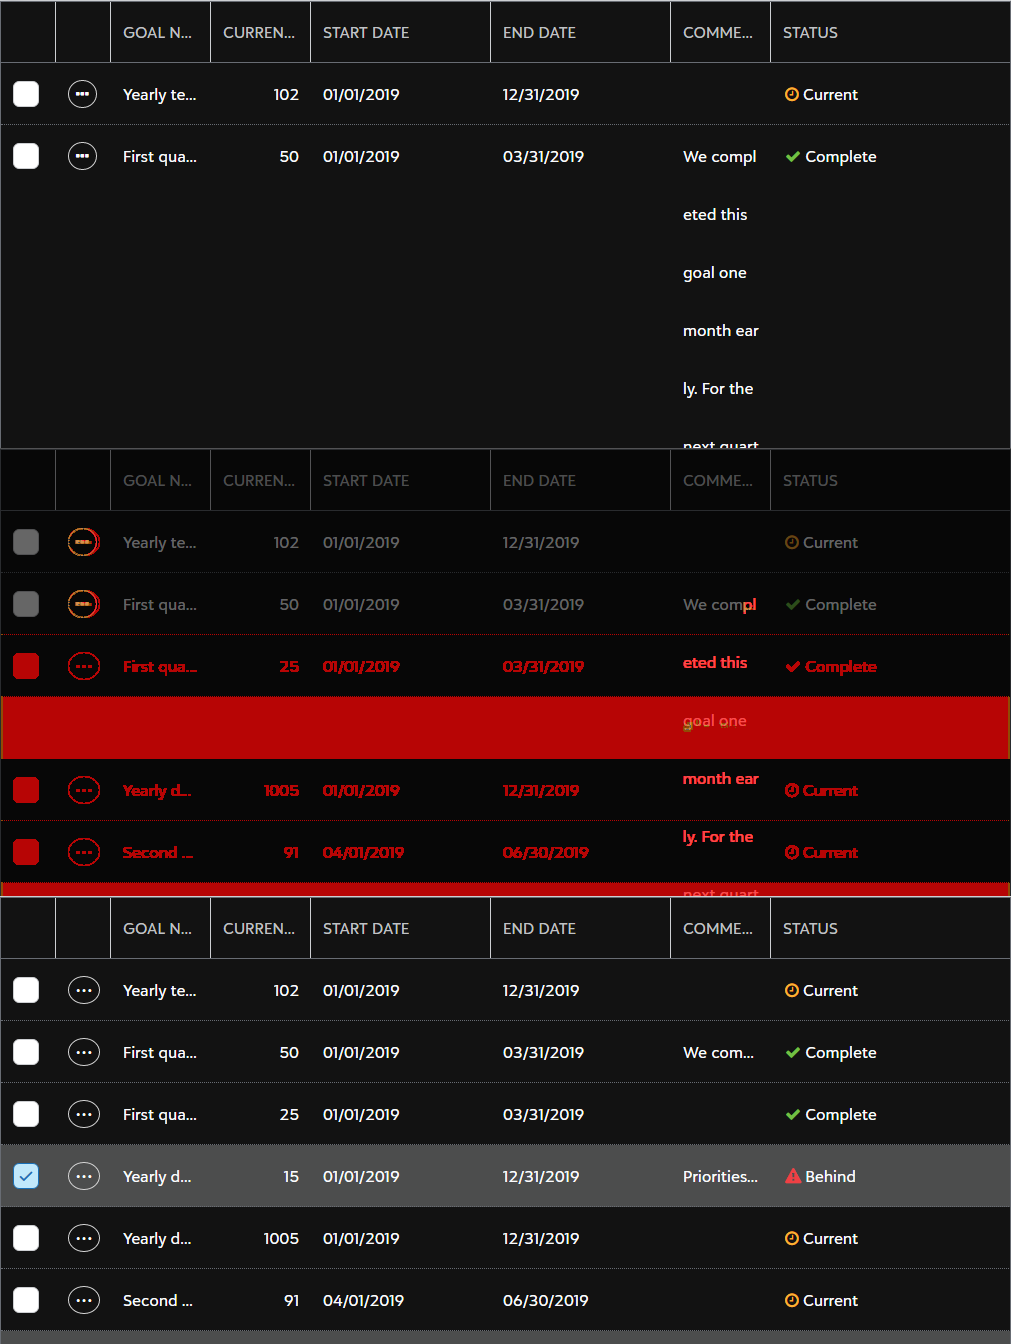 GOAL N... CURREN... START DATE END DATE COMME... STATUS
Yearly te... 102 01/01/2019 12/31/2019 Current
First qua... 50 01/01/2019 03/31/2019 We compl Complete
eted this
goal one
month ear
ly. For the
next quart
GOAL N... CURREN... START DATE END DATE COMME... STATUS
Yearly te... 102 01/01/2019 12/31/2019 Current
First qua... 50 01/01/2019 03/31/2019 We compl Complete
First qua... 25 01/01/2019 03/31/2019 eted this Complete
goal one
Yearly d... 1005 01/01/2019 12/31/2019 month ear Current
Second ... 91 04/01/2019 06/30/2019 ly. For the Current
next quart
GOAL N... CURREN... START DATE END DATE COMME... STATUS
Yearly te... 102 01/01/2019 12/31/2019 Current
First qua... 50 01/01/2019 03/31/2019 We com... Complete
First qua... 25 01/01/2019 03/31/2019 Complete
Yearly d... 15 01/01/2019 12/31/2019 Priorities... Behind
Yearly d... 1005 01/01/2019 12/31/2019 Current
Second ... 91 04/01/2019 06/30/2019 Current